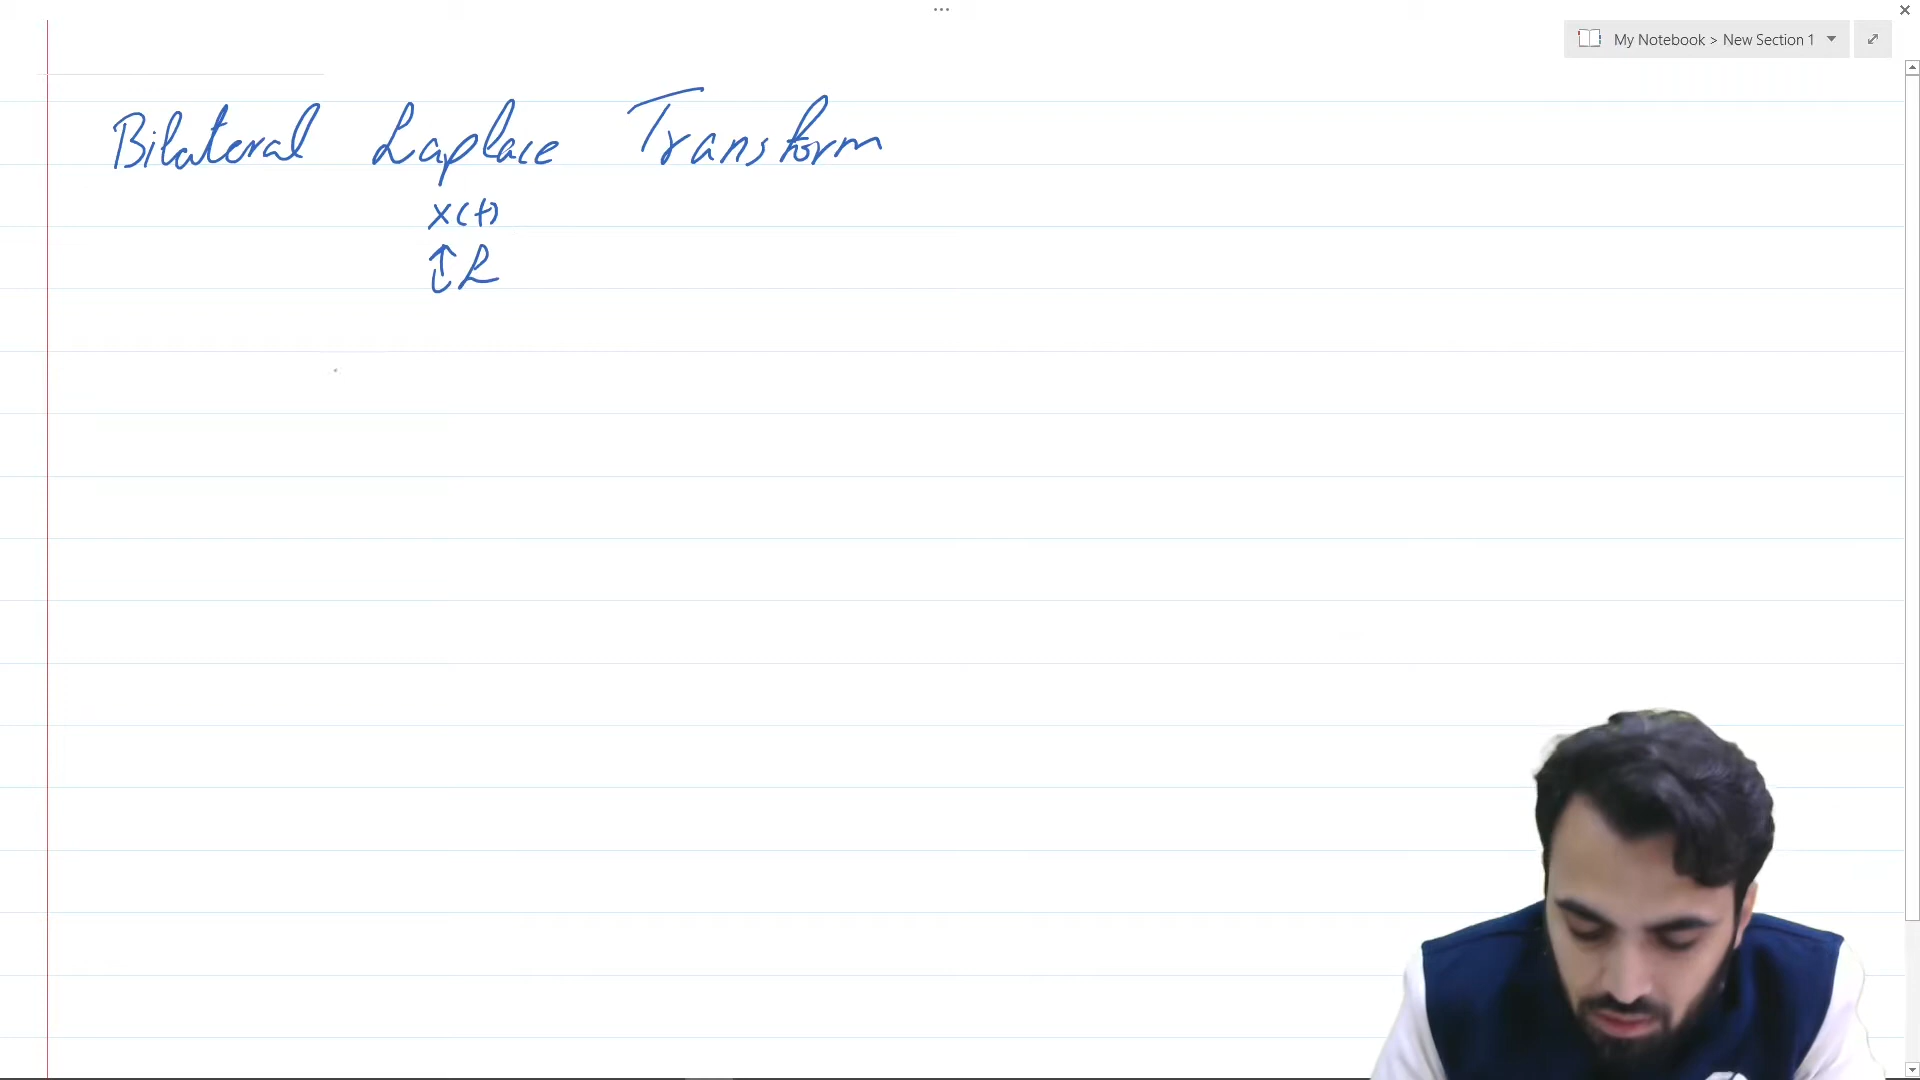 My Notebook > New Section 1
Bilateral Laplace Transform
x(t)
↕ℒ